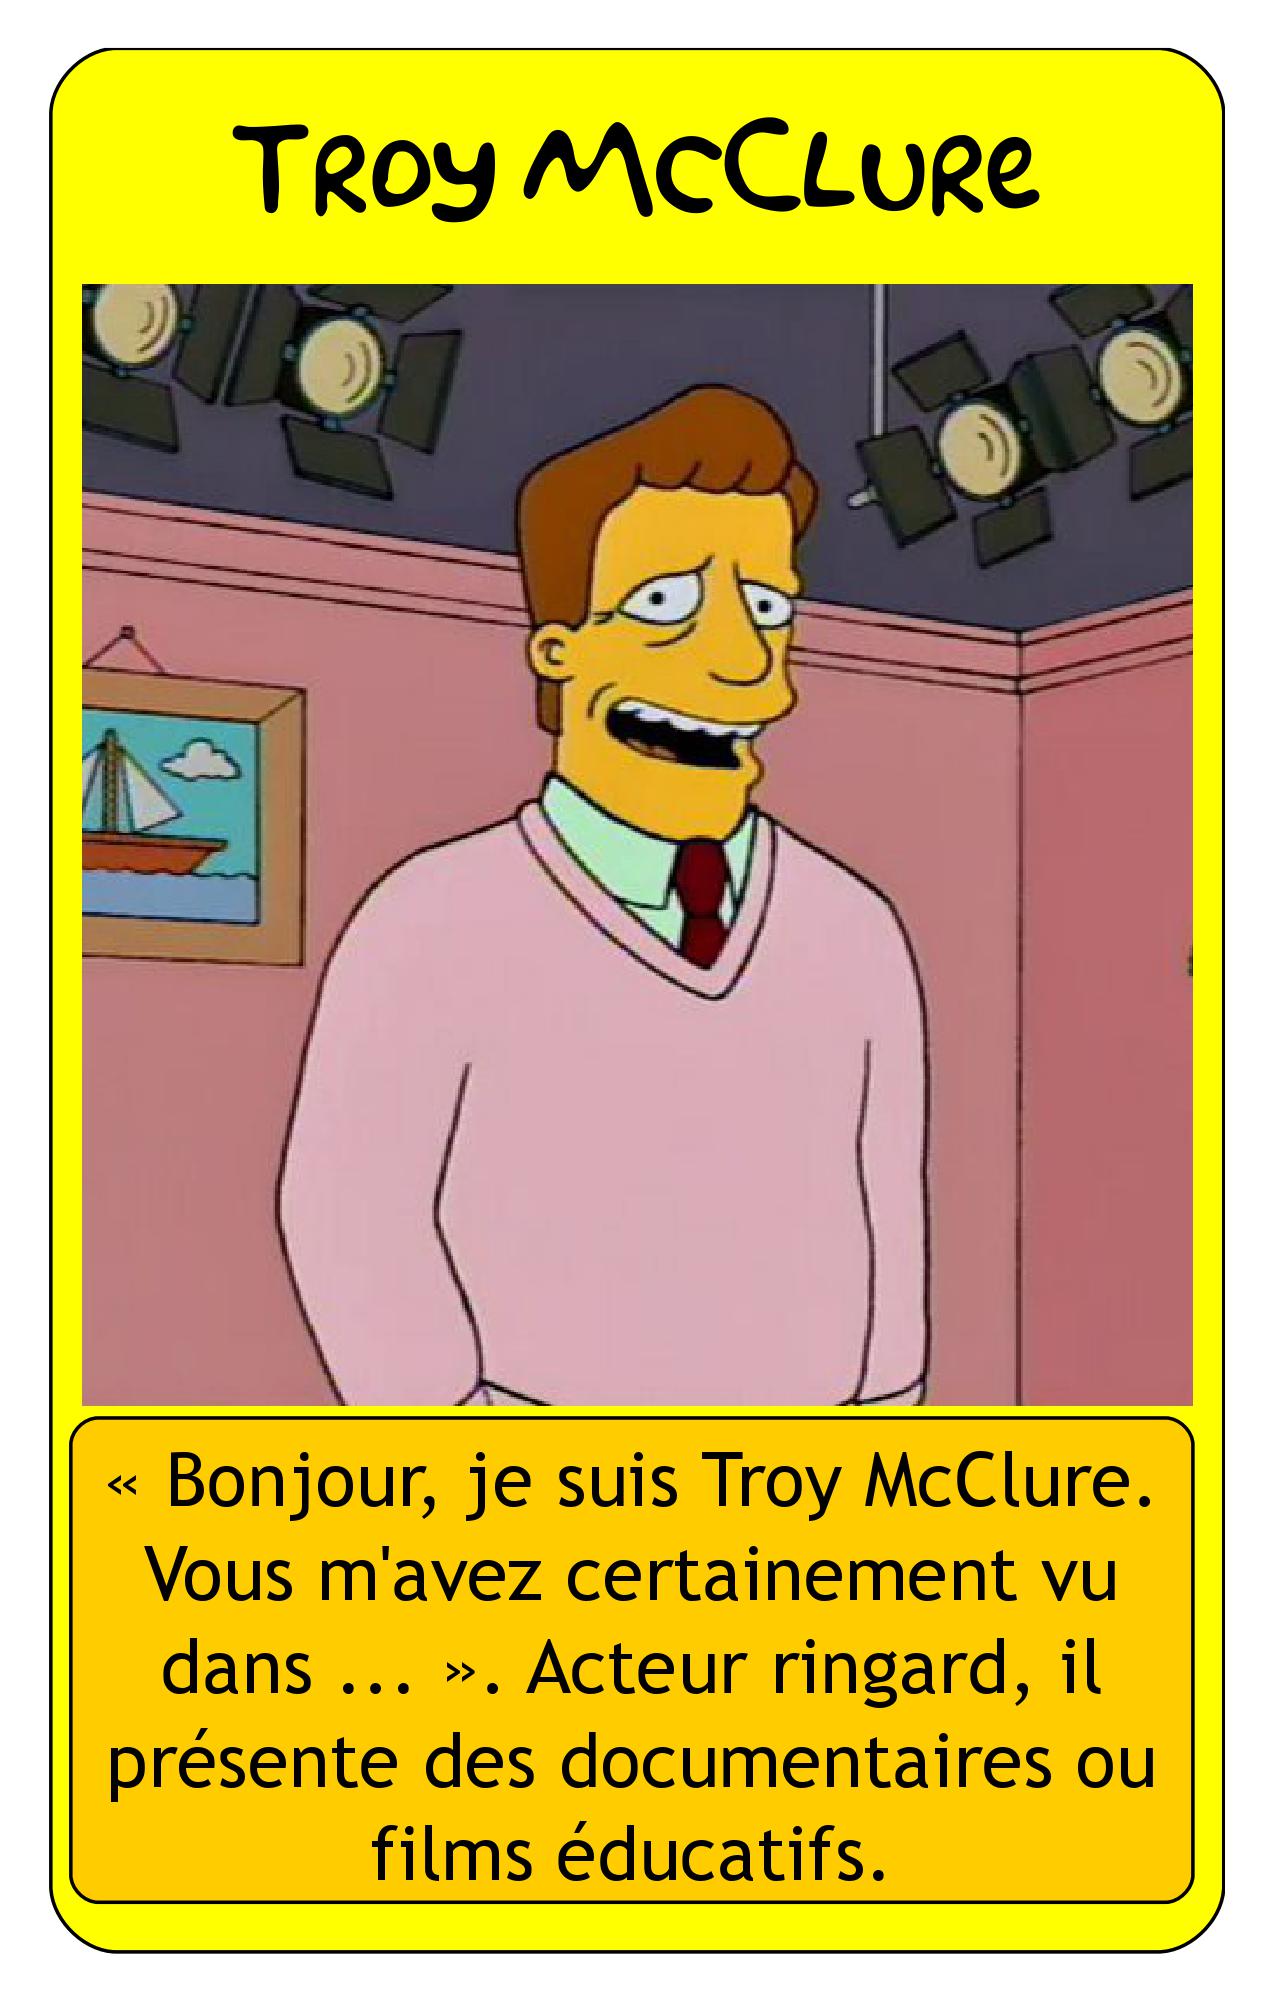 Troy McClure
« Bonjour, je suis Troy McClure.
Vous m'avez certainement vu
dans ... ». Acteur ringard, il
présente des documentaires ou
films éducatifs.